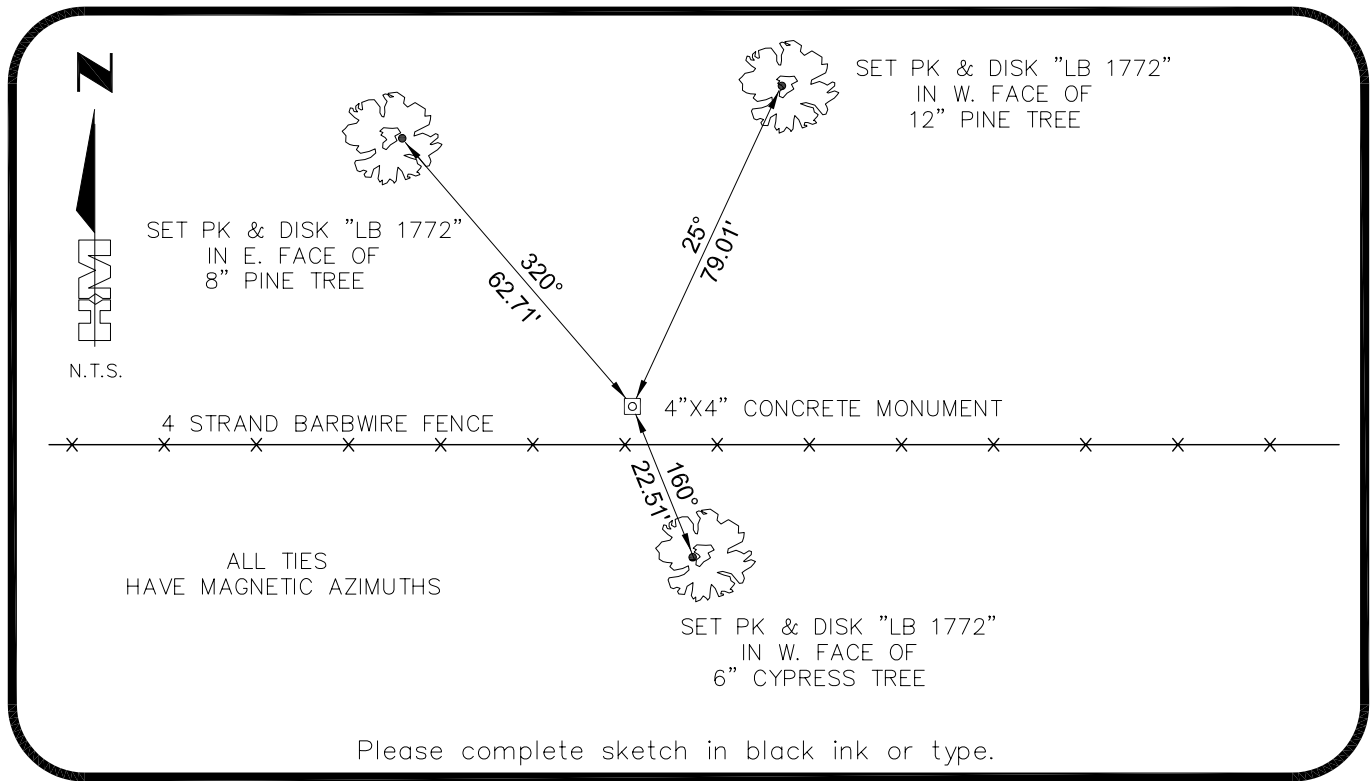 N
SET PK & DISK "LB 1772"
IN W. FACE OF
12" PINE TREE
SET PK & DISK "LB 1772"
IN E. FACE OF
8" PINE TREE
HM
N.T.S.
320°
62.71'
25°
79.01'
4"X4" CONCRETE MONUMENT
4 STRAND BARBWIRE FENCE
160°
22.51'
ALL TIES
HAVE MAGNETIC AZIMUTHS
SET PK & DISK "LB 1772"
IN W. FACE OF
6" CYPRESS TREE
Please complete sketch in black ink or type.